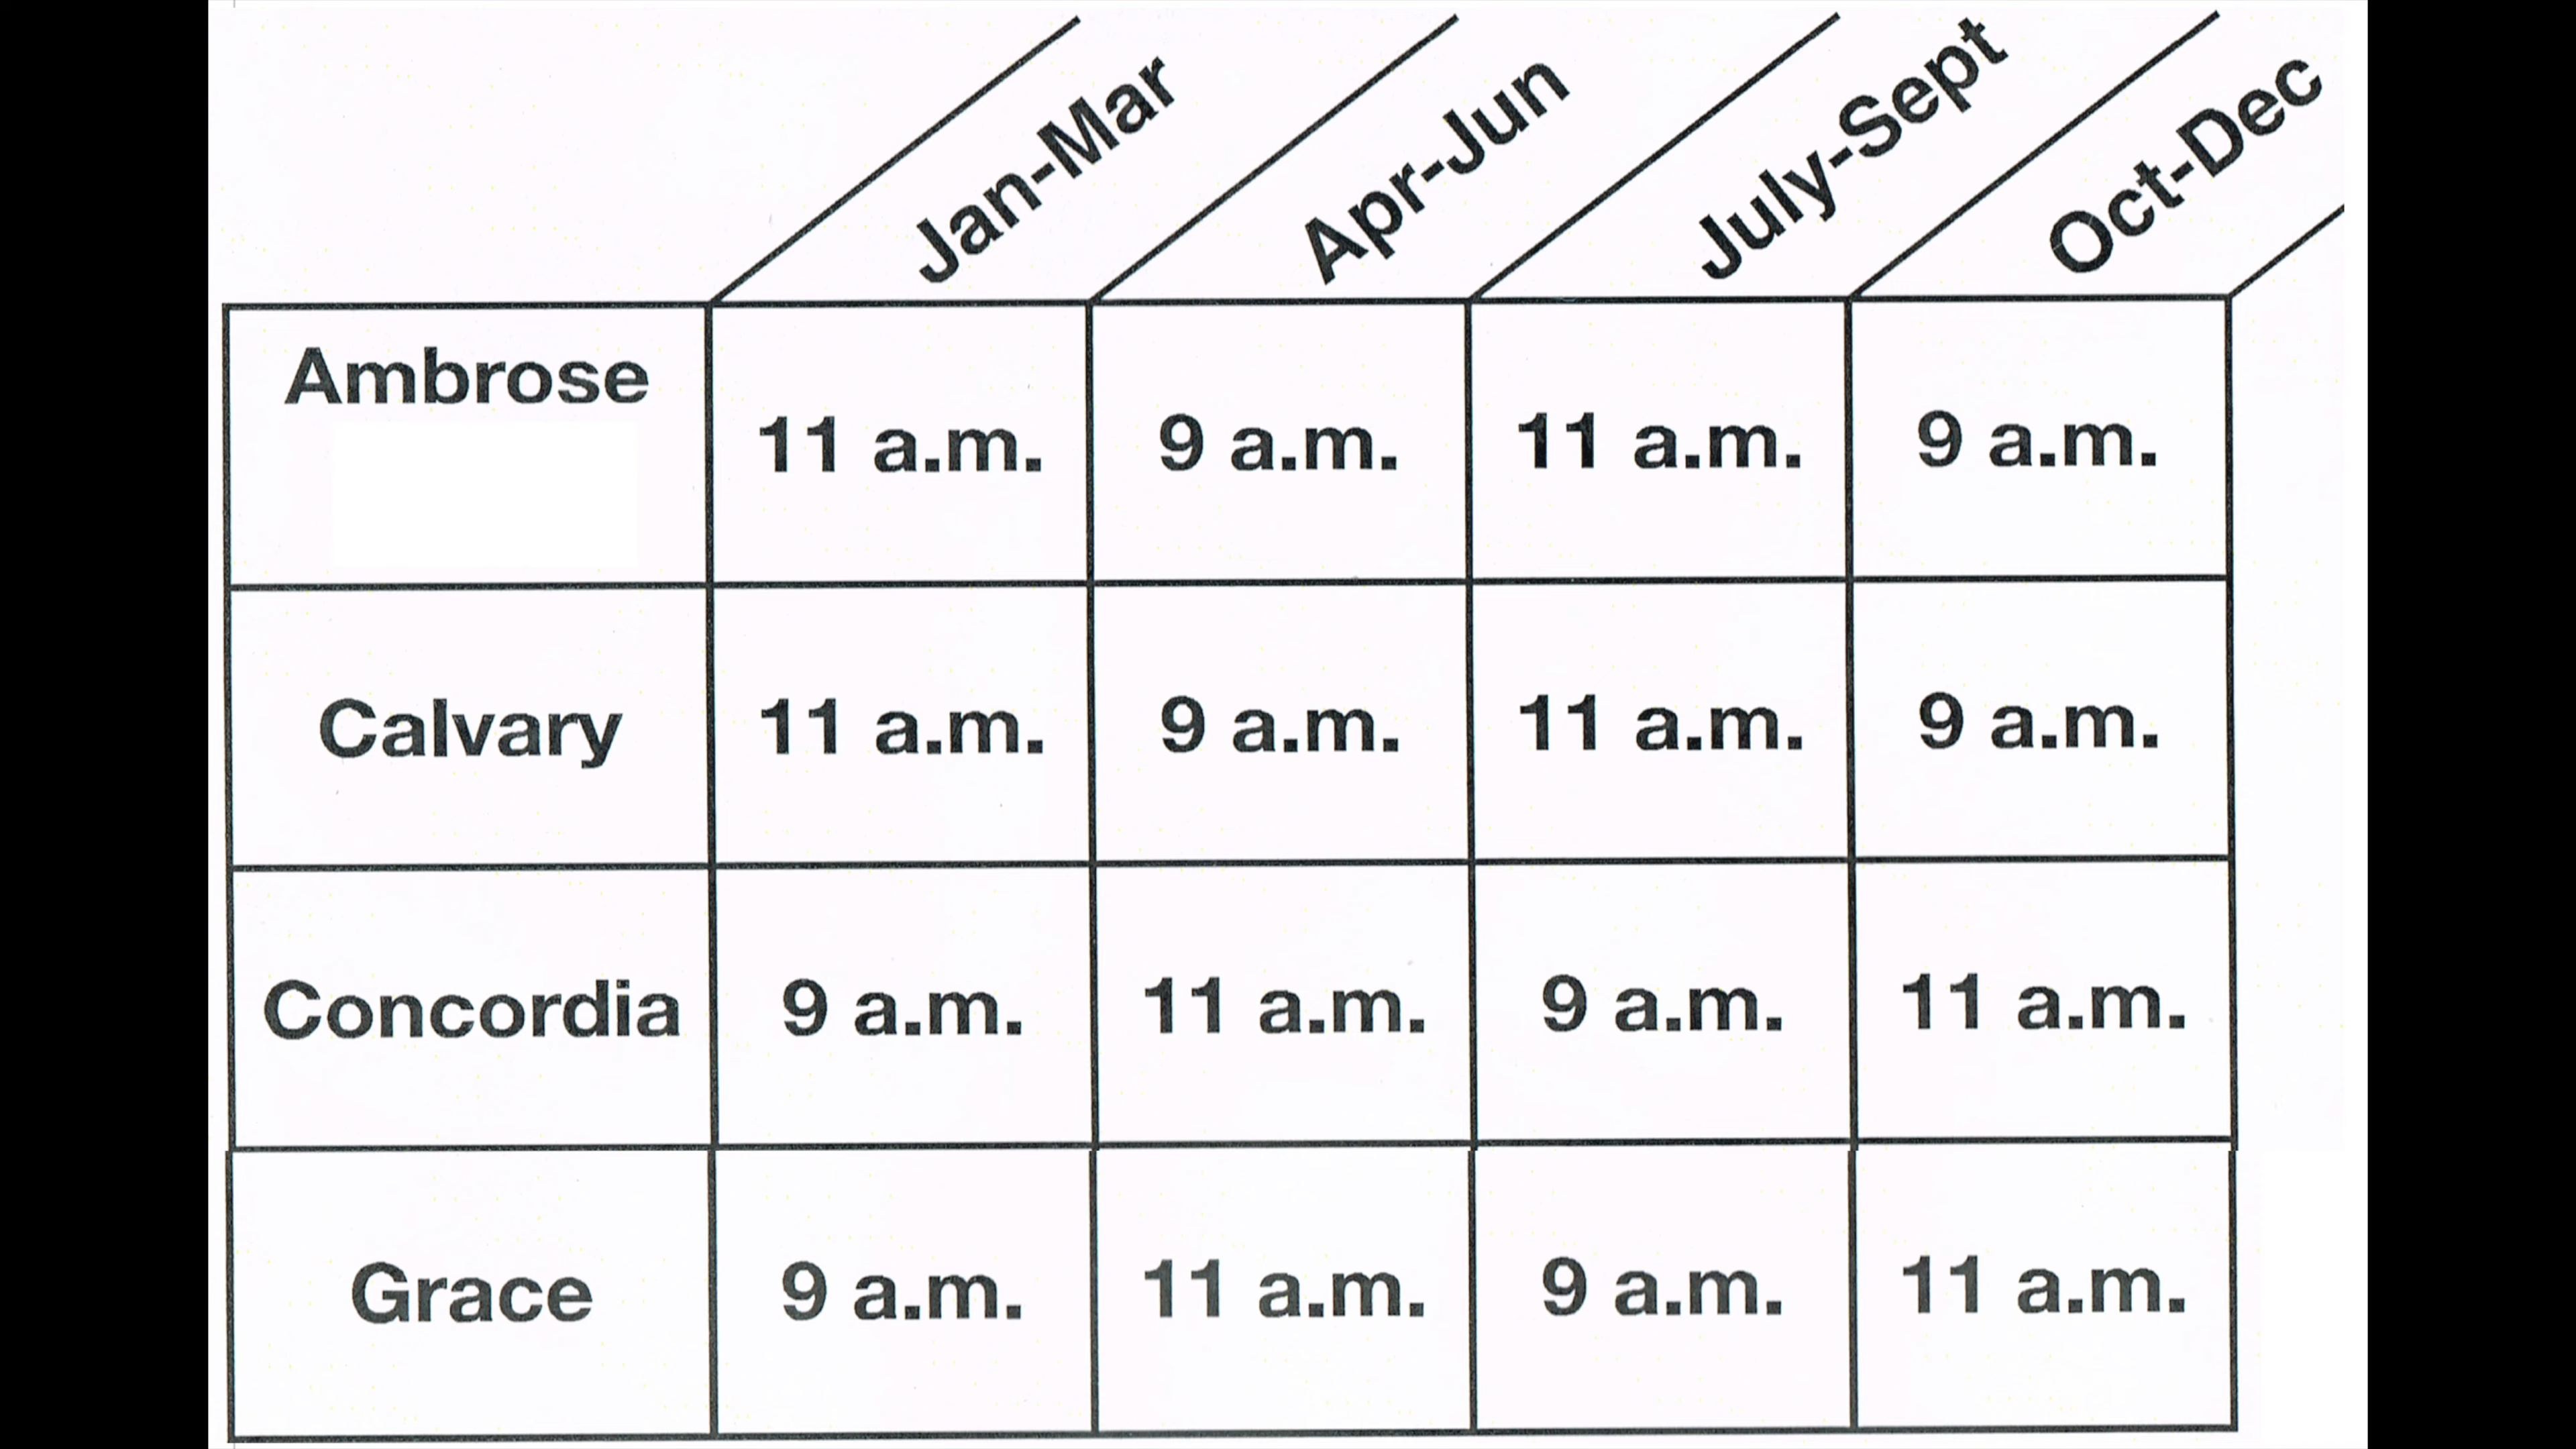 Jan-Mar Apr-Jun July-Sept Oct-Dec
Ambrose 11 a.m. 9 a.m. 11 a.m. 9 a.m.
Calvary 11 a.m. 9 a.m. 11 a.m. 9 a.m.
Concordia 9 a.m. 11 a.m. 9 a.m. 11 a.m.
Grace 9 a.m. 11 a.m. 9 a.m. 11 a.m.